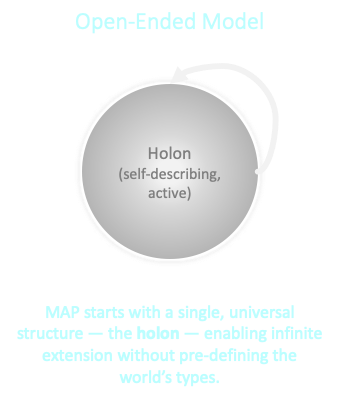 Open-Ended Model
Holon
(self-describing,
active)
MAP starts with a single, universal
structure — the holon — enabling infinite
extension without pre-defining the
world’s types.